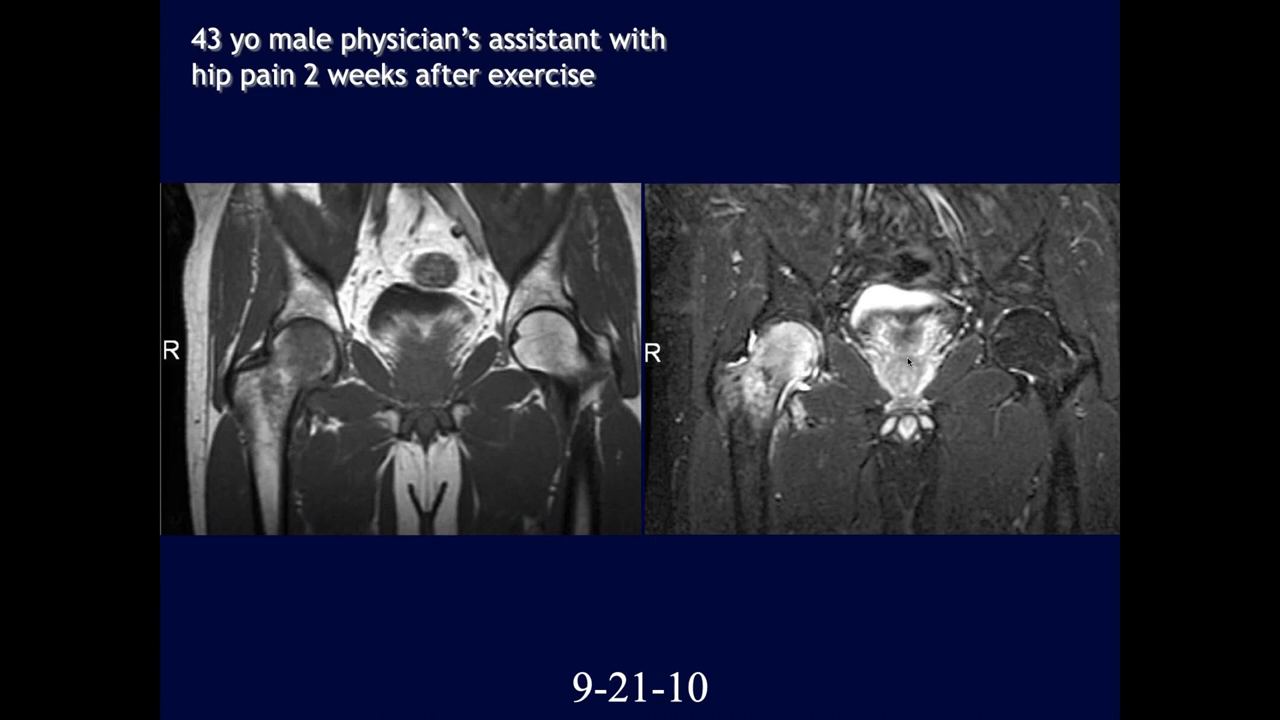 43 yo male physician’s assistant with
hip pain 2 weeks after exercise
R
R
9-21-10